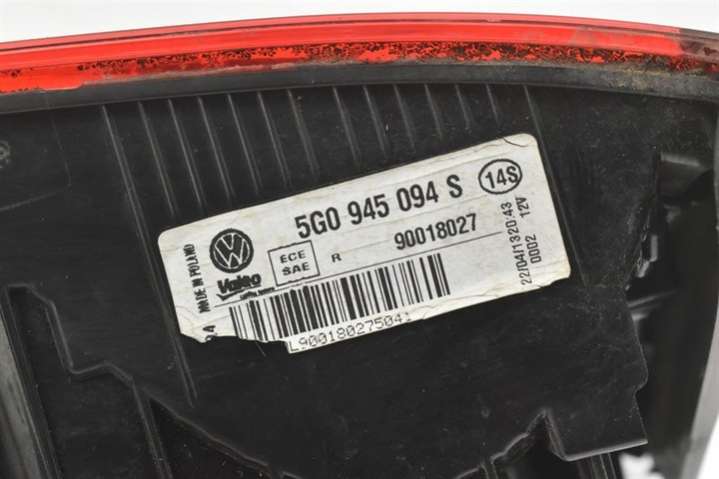 5G0 945 094 S
14S
MADE IN POLAND
VW
Valeo
ECE
SAE
R
90018027
22/04/13 20:43
0002 12V
L90018027504